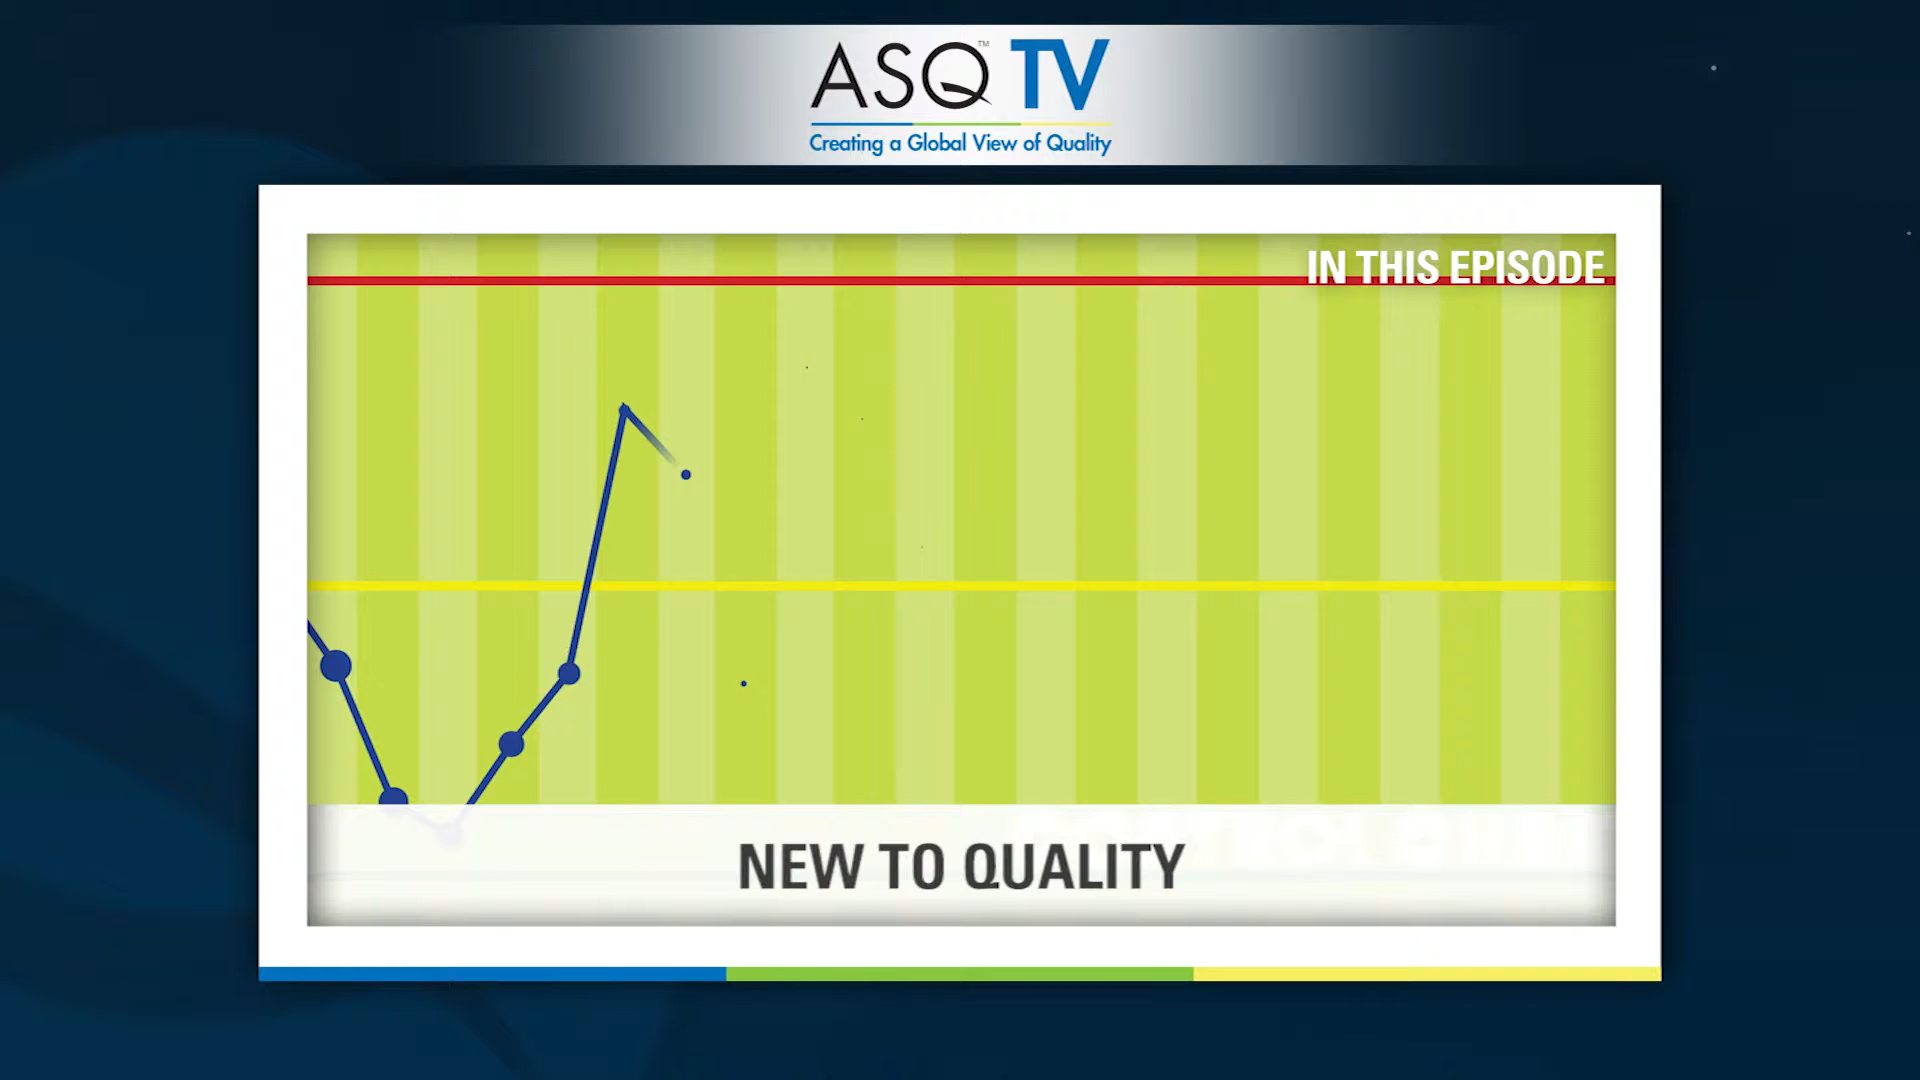 ASQ™ TV
Creating a Global View of Quality
IN THIS EPISODE
NEW TO QUALITY